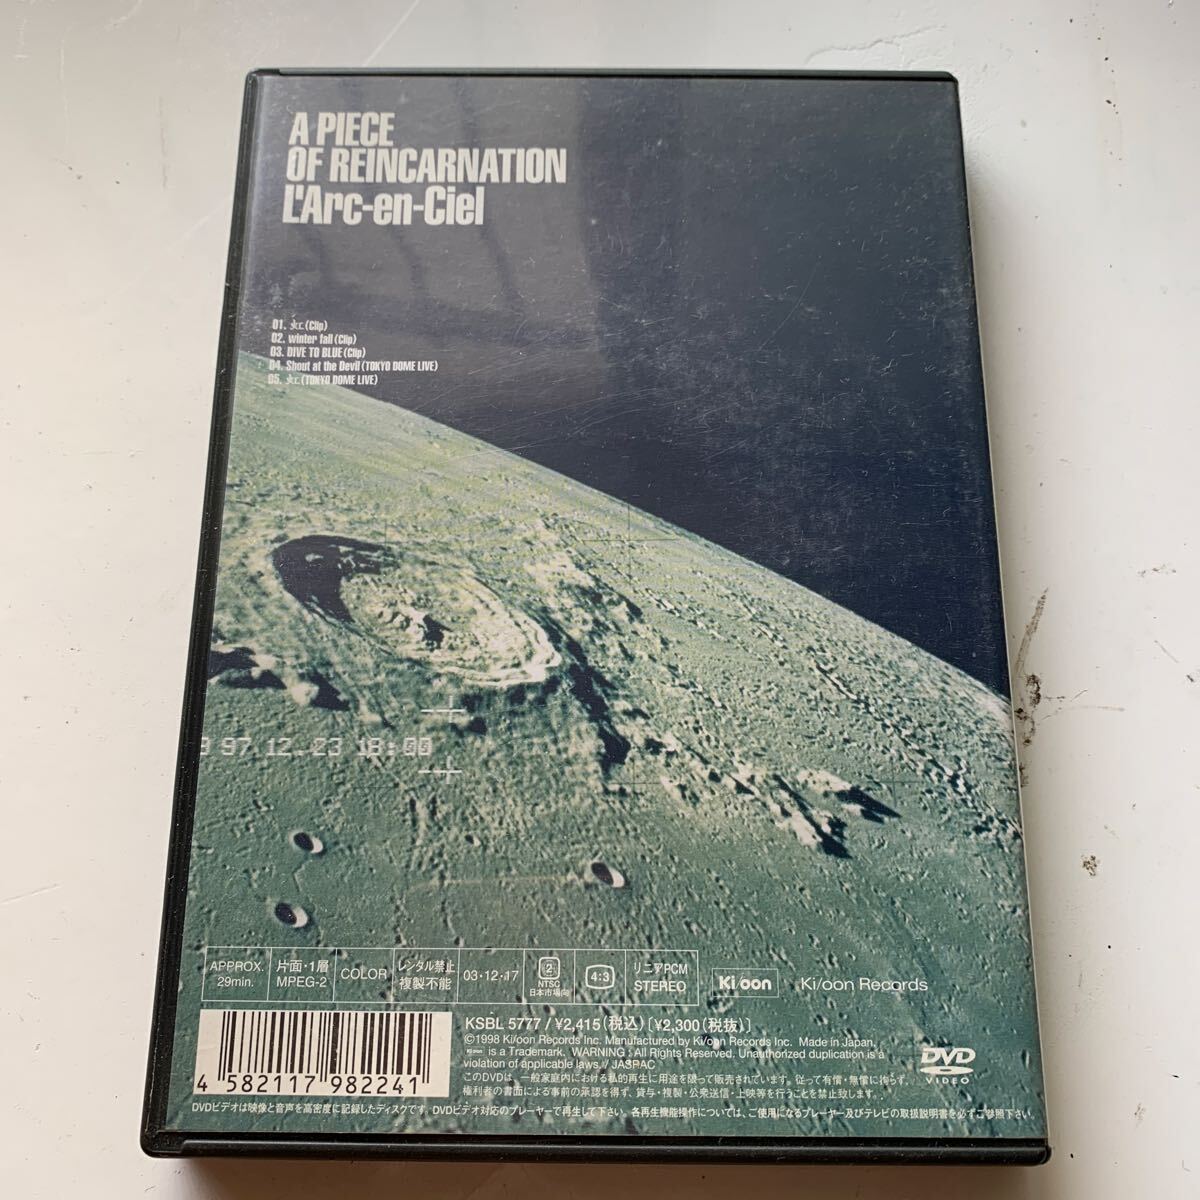 A PIECE
OF REINCARNATION
L'Arc-en-Ciel
01. 虹(Clip)
02. winter fall(Clip)
03. DIVE TO BLUE(Clip)
04. Shout at the Devil(TOKYO DOME LIVE)
05. 虹(TOKYO DOME LIVE)
97.12.23 18:00
APPROX.
29min.
片面・1層
MPEG-2
COLOR
レンタル禁止
複製不能
03・12・17
2
NTSC
日本市場向
4:3
リニアPCM
STEREO
Ki/oon
Ki/oon Records
KSBL 5777/¥2,415(税込)〔¥2,300(税抜)〕
©1998 Ki/oon Records Inc. Manufactured by Ki/oon Records Inc. Made in Japan.
Ki/oon is a Trademark. WARNING : All Rights Reserved. Unauthorized duplication is a
violation of applicable laws. // JASPAC
このDVDは、一般家庭内における私的再生に用途を限って販売されています。従って有償・無償に拘らず、
権利者の書面による事前の承認を得ず、貸与・複製・公衆送信・上映等を行うことを禁止致します。
DVD
VIDEO
4 582117 982241
DVDビデオは映像と音声を高密度に記録したディスクです。DVDビデオ対応のプレーヤーで再生して下さい。各再生機能操作については、ご使用になるプレーヤー及びテレビの取扱説明書を必ずご参照下さい。